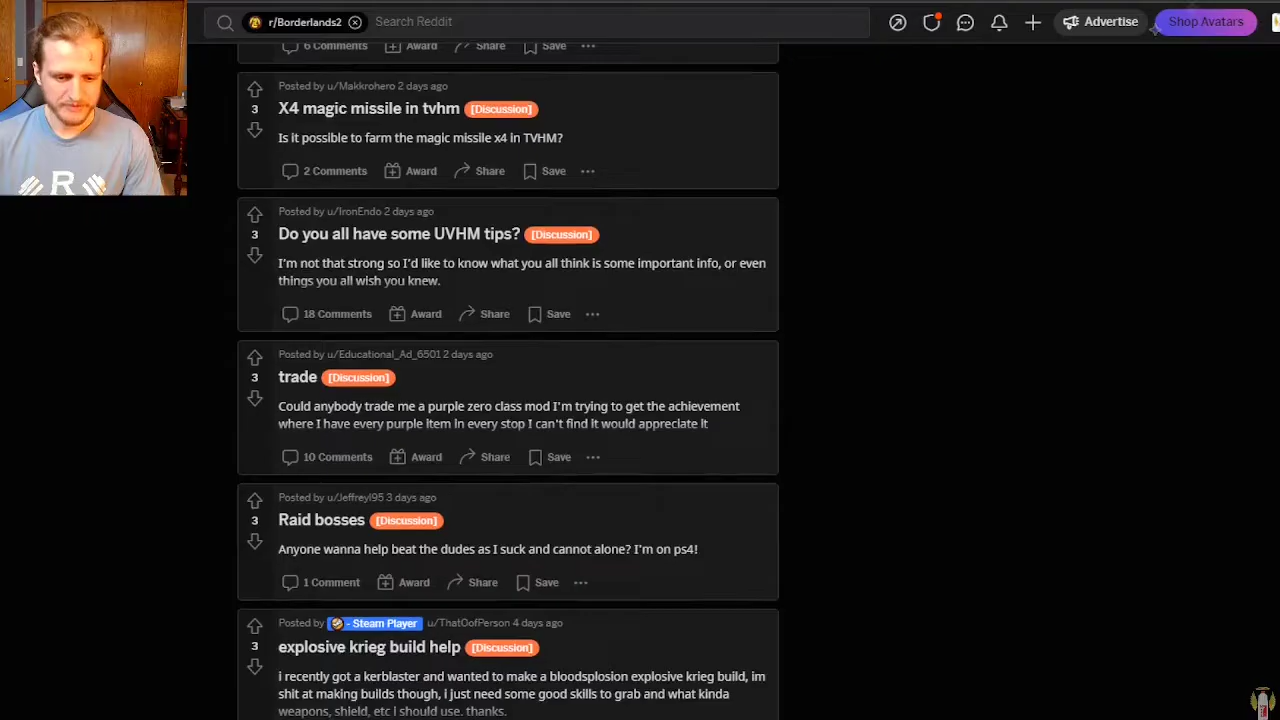 r/Borderlands2
Search Reddit
Advertise
Shop Avatars
6 Comments Award Share Save
Posted by u/Makkrohero 2 days ago
3
X4 magic missile in tvhm [Discussion]
Is it possible to farm the magic missile x4 in TVHM?
2 Comments Award Share Save
Posted by u/IronEndo 2 days ago
3
Do you all have some UVHM tips? [Discussion]
I'm not that strong so I'd like to know what you all think is some important info, or even
things you all wish you knew.
18 Comments Award Share Save
Posted by u/Educational_Ad_6501 2 days ago
3
trade [Discussion]
Could anybody trade me a purple zero class mod I'm trying to get the achievement
where I have every purple item in every stop I can't find it would appreciate it
10 Comments Award Share Save
Posted by u/Jeffreyl95 3 days ago
3
Raid bosses [Discussion]
Anyone wanna help beat the dudes as I suck and cannot alone? I'm on ps4!
1 Comment Award Share Save
Posted by - Steam Player u/ThatOofPerson 4 days ago
3
explosive krieg build help [Discussion]
i recently got a kerblaster and wanted to make a bloodsplosion explosive krieg build, im
shit at making builds though, i just need some good skills to grab and what kinda
weapons, shield, etc I should use. thanks.
R